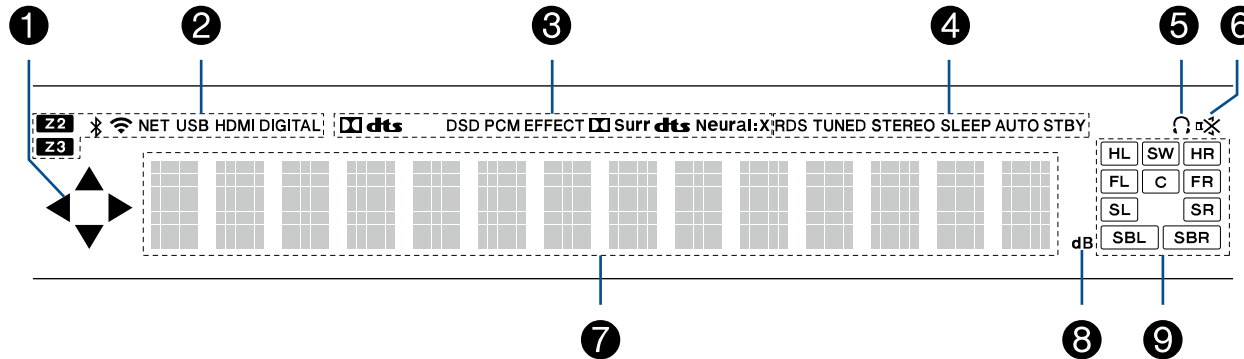 1 2 3 4 5 6
Z2 NET USB HDMI DIGITAL dts DSD PCM EFFECT Surr dts Neural:X RDS TUNED STEREO SLEEP AUTO STBY
Z3
HL SW HR
FL C FR
SL SR
dB SBL SBR
7 8 9